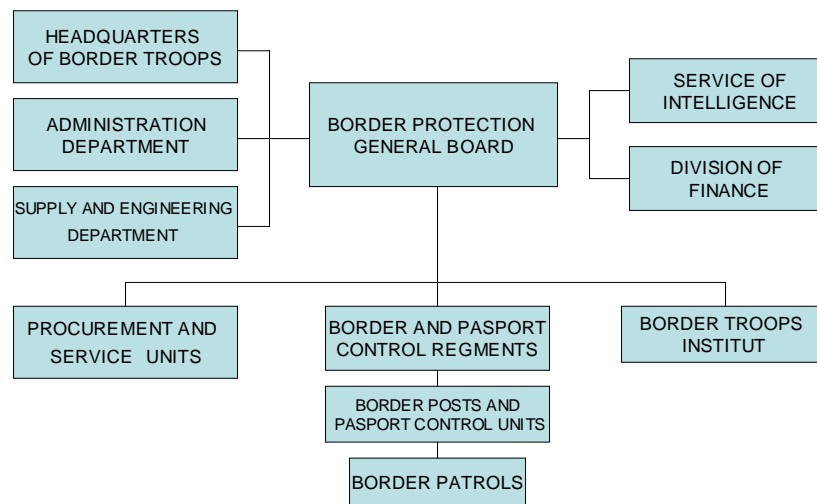 HEADQUARTERS
OF BORDER TROOPS
ADMINISTRATION
DEPARTMENT
SUPPLY AND ENGINEERING
DEPARTMENT
BORDER PROTECTION
GENERAL BOARD
SERVICE OF
INTELLIGENCE
DIVISION OF
FINANCE
PROCUREMENT AND
SERVICE UNITS
BORDER AND PASPORT
CONTROL REGMENTS
BORDER TROOPS
INSTITUT
BORDER POSTS AND
PASPORT CONTROL UNITS
BORDER PATROLS